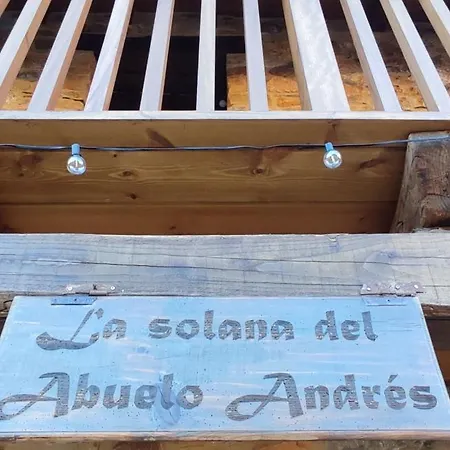 La solana del
Abuelo Andrés